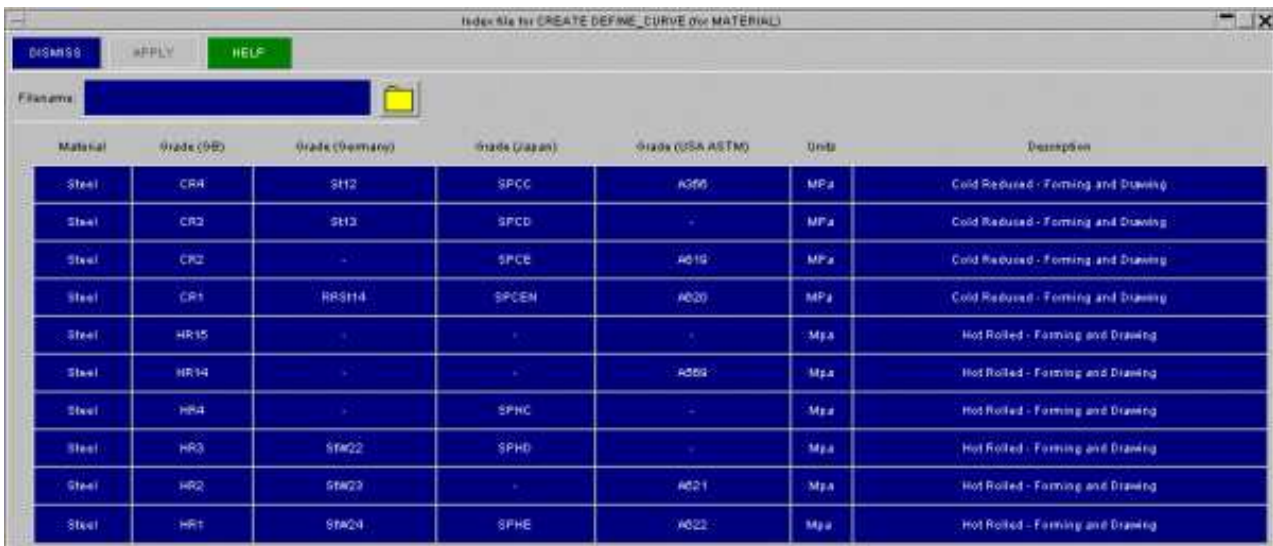 Index file for CREATE DEFINE_CURVE (for MATERIAL)
DISMISS APPLY HELP
Filename:
Material Grade (GB) Grade (Germany) Grade (Japan) Grade (USA ASTM) Units Description
Steel CR4 St12 SPCC A366 MPa Cold Reduced - Forming and Drawing
Steel CR3 St13 SPCD - MPa Cold Reduced - Forming and Drawing
Steel CR2 - SPCE A619 MPa Cold Reduced - Forming and Drawing
Steel CR1 RRSt14 SPCEN A620 MPa Cold Reduced - Forming and Drawing
Steel HR15 - - - Mpa Hot Rolled - Forming and Drawing
Steel HR14 - - A569 Mpa Hot Rolled - Forming and Drawing
Steel HR4 - SPHC - Mpa Hot Rolled - Forming and Drawing
Steel HR3 StW22 SPHD - Mpa Hot Rolled - Forming and Drawing
Steel HR2 StW23 - A621 Mpa Hot Rolled - Forming and Drawing
Steel HR1 StW24 SPHE A622 Mpa Hot Rolled - Forming and Drawing